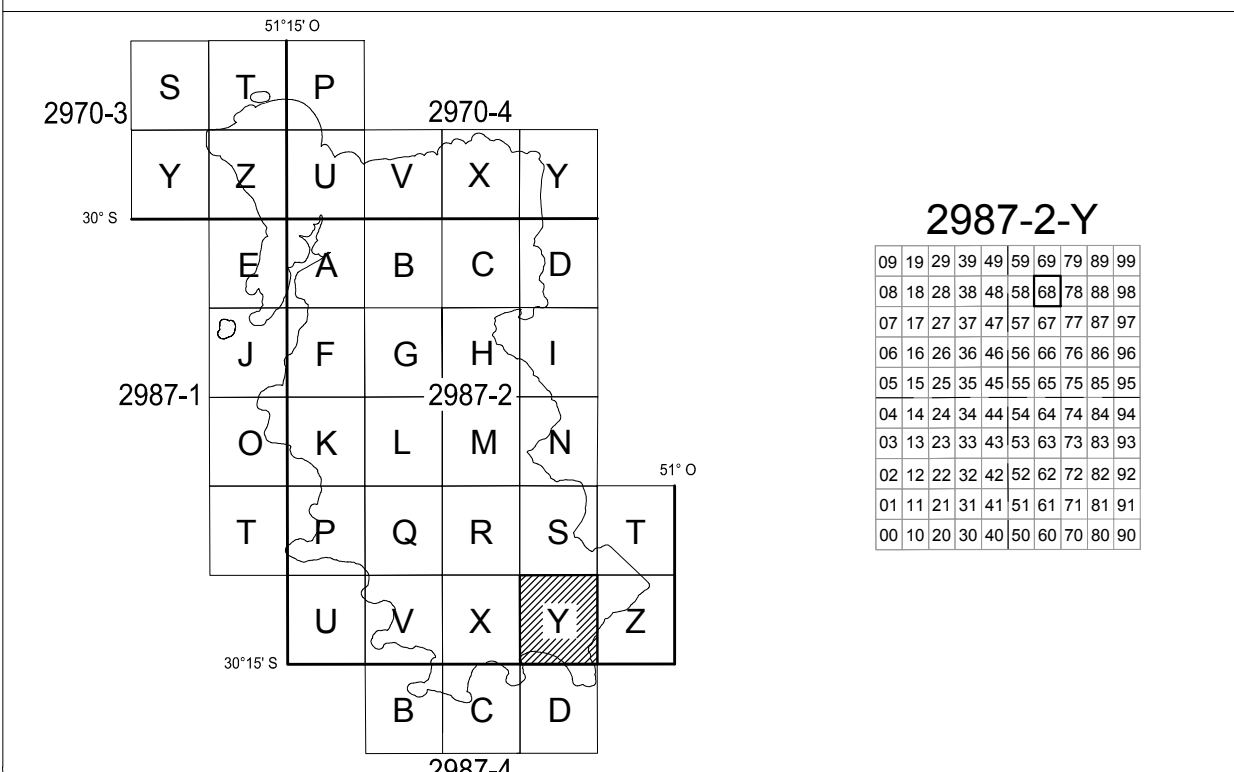 51°15' O
S T P
2970-3 2970-4
Y Z U V X Y
30° S
E A B C D
J F G H I
2987-1 2987-2
O K L M N
51° O
T P Q R S T
U V X Y Z
30°15' S
B C D
2987-4
2987-2-Y
09 19 29 39 49 59 69 79 89 99
08 18 28 38 48 58 68 78 88 98
07 17 27 37 47 57 67 77 87 97
06 16 26 36 46 56 66 76 86 96
05 15 25 35 45 55 65 75 85 95
04 14 24 34 44 54 64 74 84 94
03 13 23 33 43 53 63 73 83 93
02 12 22 32 42 52 62 72 82 92
01 11 21 31 41 51 61 71 81 91
00 10 20 30 40 50 60 70 80 90